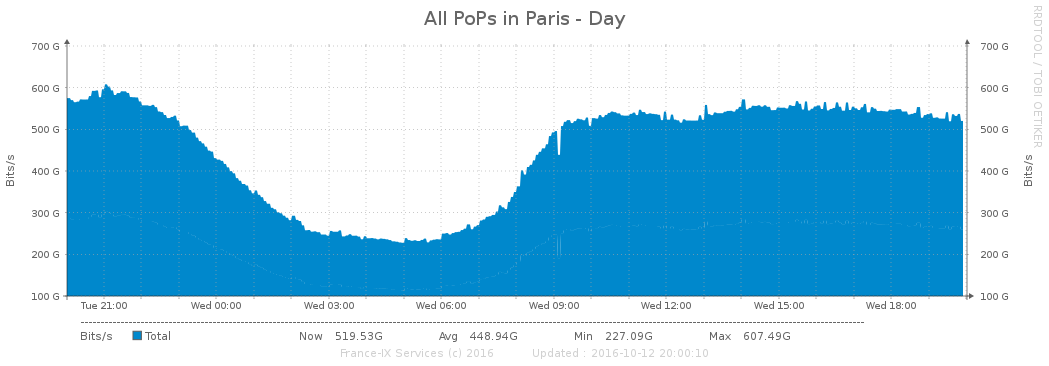 All PoPs in Paris - Day
RRDTOOL / TOBI OETIKER
Bits/s
Bits/s
700 G 700 G
600 G 600 G
500 G 500 G
400 G 400 G
300 G 300 G
200 G 200 G
100 G 100 G
Tue 21:00 Wed 00:00 Wed 03:00 Wed 06:00 Wed 09:00 Wed 12:00 Wed 15:00 Wed 18:00
Bits/s Total Now 519.53G Avg 448.94G Min 227.09G Max 607.49G
France-IX Services (c) 2016 Updated : 2016-10-12 20:00:10